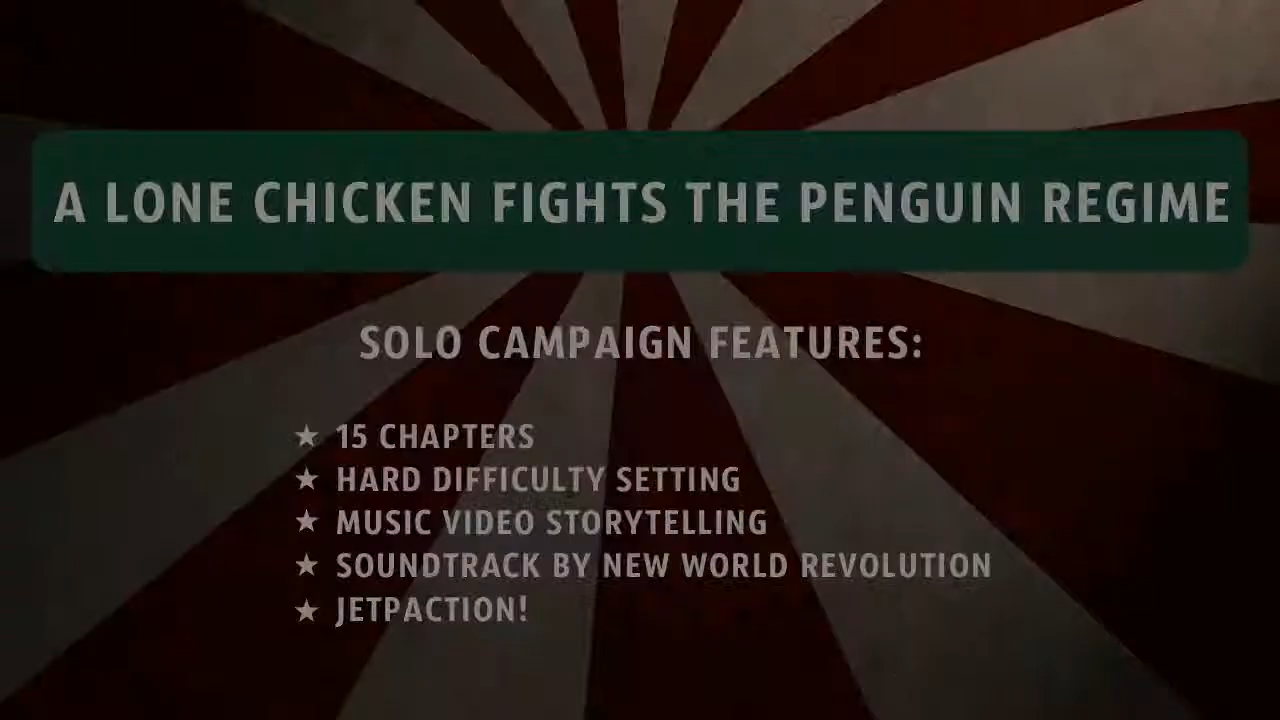 A LONE CHICKEN FIGHTS THE PENGUIN REGIME
SOLO CAMPAIGN FEATURES:
★ 15 CHAPTERS
★ HARD DIFFICULTY SETTING
★ MUSIC VIDEO STORYTELLING
★ SOUNDTRACK BY NEW WORLD REVOLUTION
★ JETPACTION!